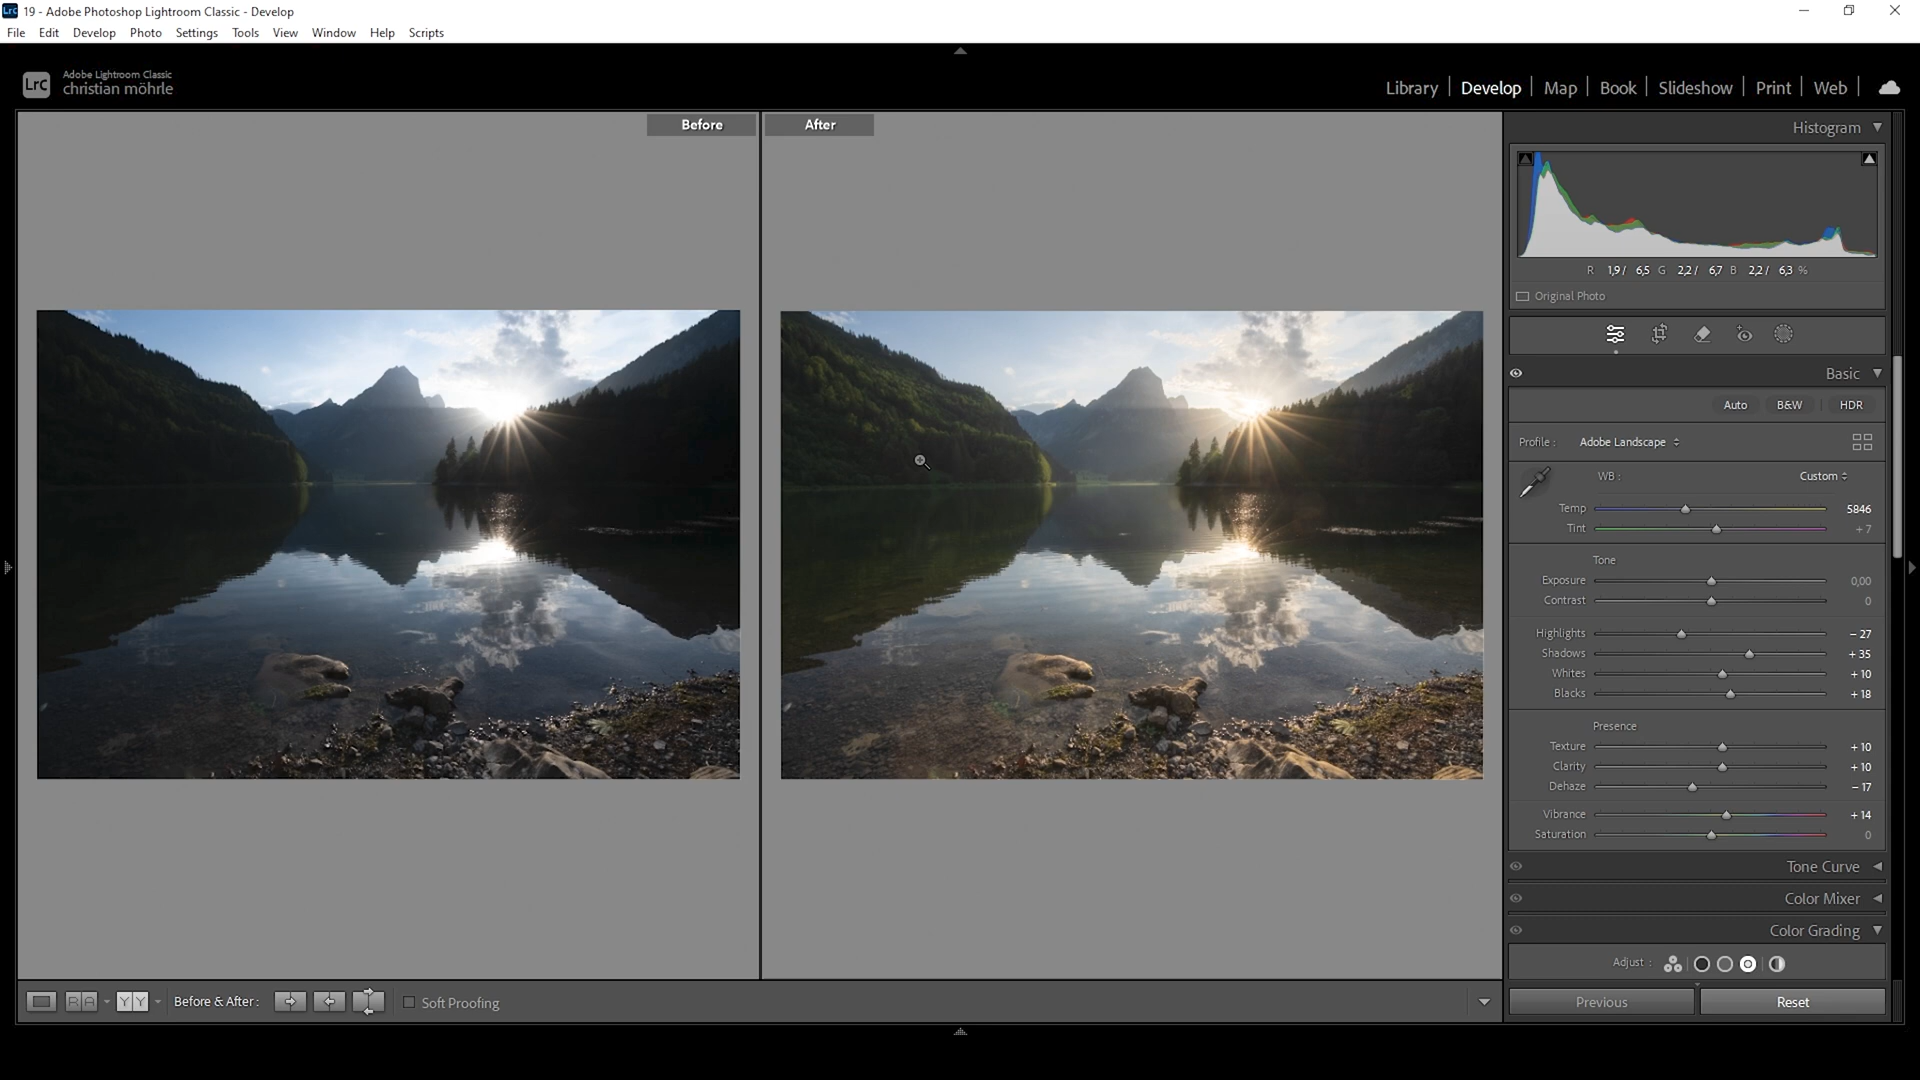 19 - Adobe Photoshop Lightroom Classic - Develop
File Edit Develop Photo Settings Tools View Window Help Scripts
LrC Adobe Lightroom Classic
christian möhrle
Library Develop Map Book Slideshow Print Web
Before After
Histogram
R 1,9 / 6,5 G 2,2 / 6,7 B 2,2 / 6,3 %
Original Photo
Basic
Auto B&W HDR
Profile : Adobe Landscape
WB : Custom
Temp 5846
Tint + 7
Tone
Exposure 0,00
Contrast 0
Highlights – 27
Shadows + 35
Whites + 10
Blacks + 18
Presence
Texture + 10
Clarity + 10
Dehaze – 17
Vibrance + 14
Saturation 0
Tone Curve
Color Mixer
Color Grading
Adjust :
R A Y Y Before & After : Soft Proofing
Previous Reset